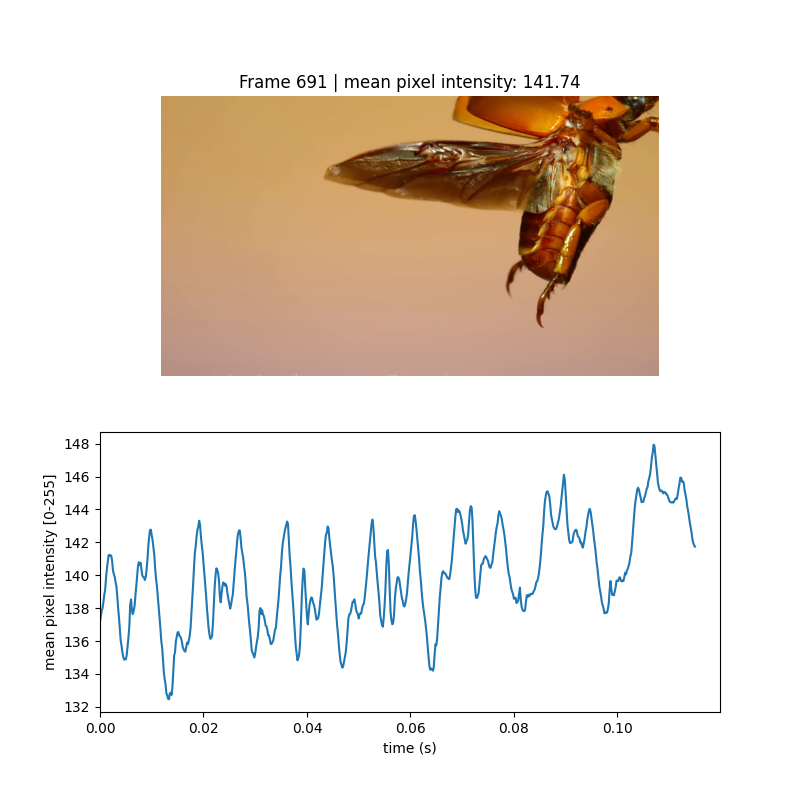 Frame 691 | mean pixel intensity: 141.74
148
146
144
142
140
138
136
134
132
mean pixel intensity [0-255]
0.00 0.02 0.04 0.06 0.08 0.10
time (s)